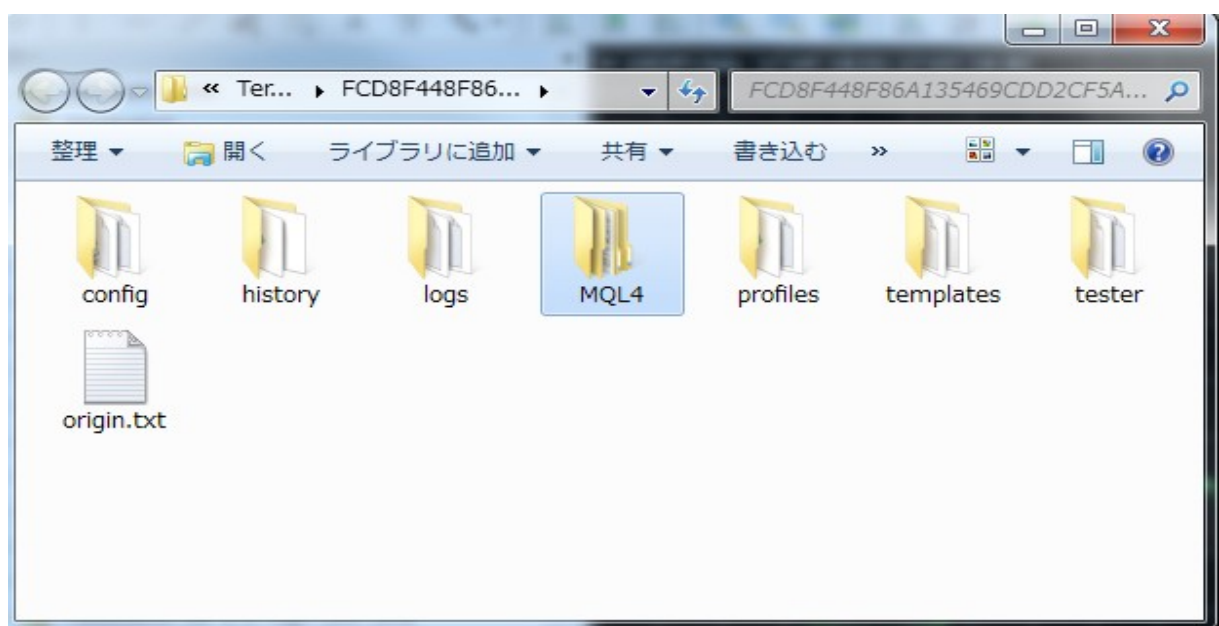 « Ter... ▸ FCD8F448F86... ▸ FCD8F448F86A135469CDD2CF5A...
整理 開く ライブラリに追加 共有 書き込む »
config history logs MQL4 profiles templates tester
origin.txt